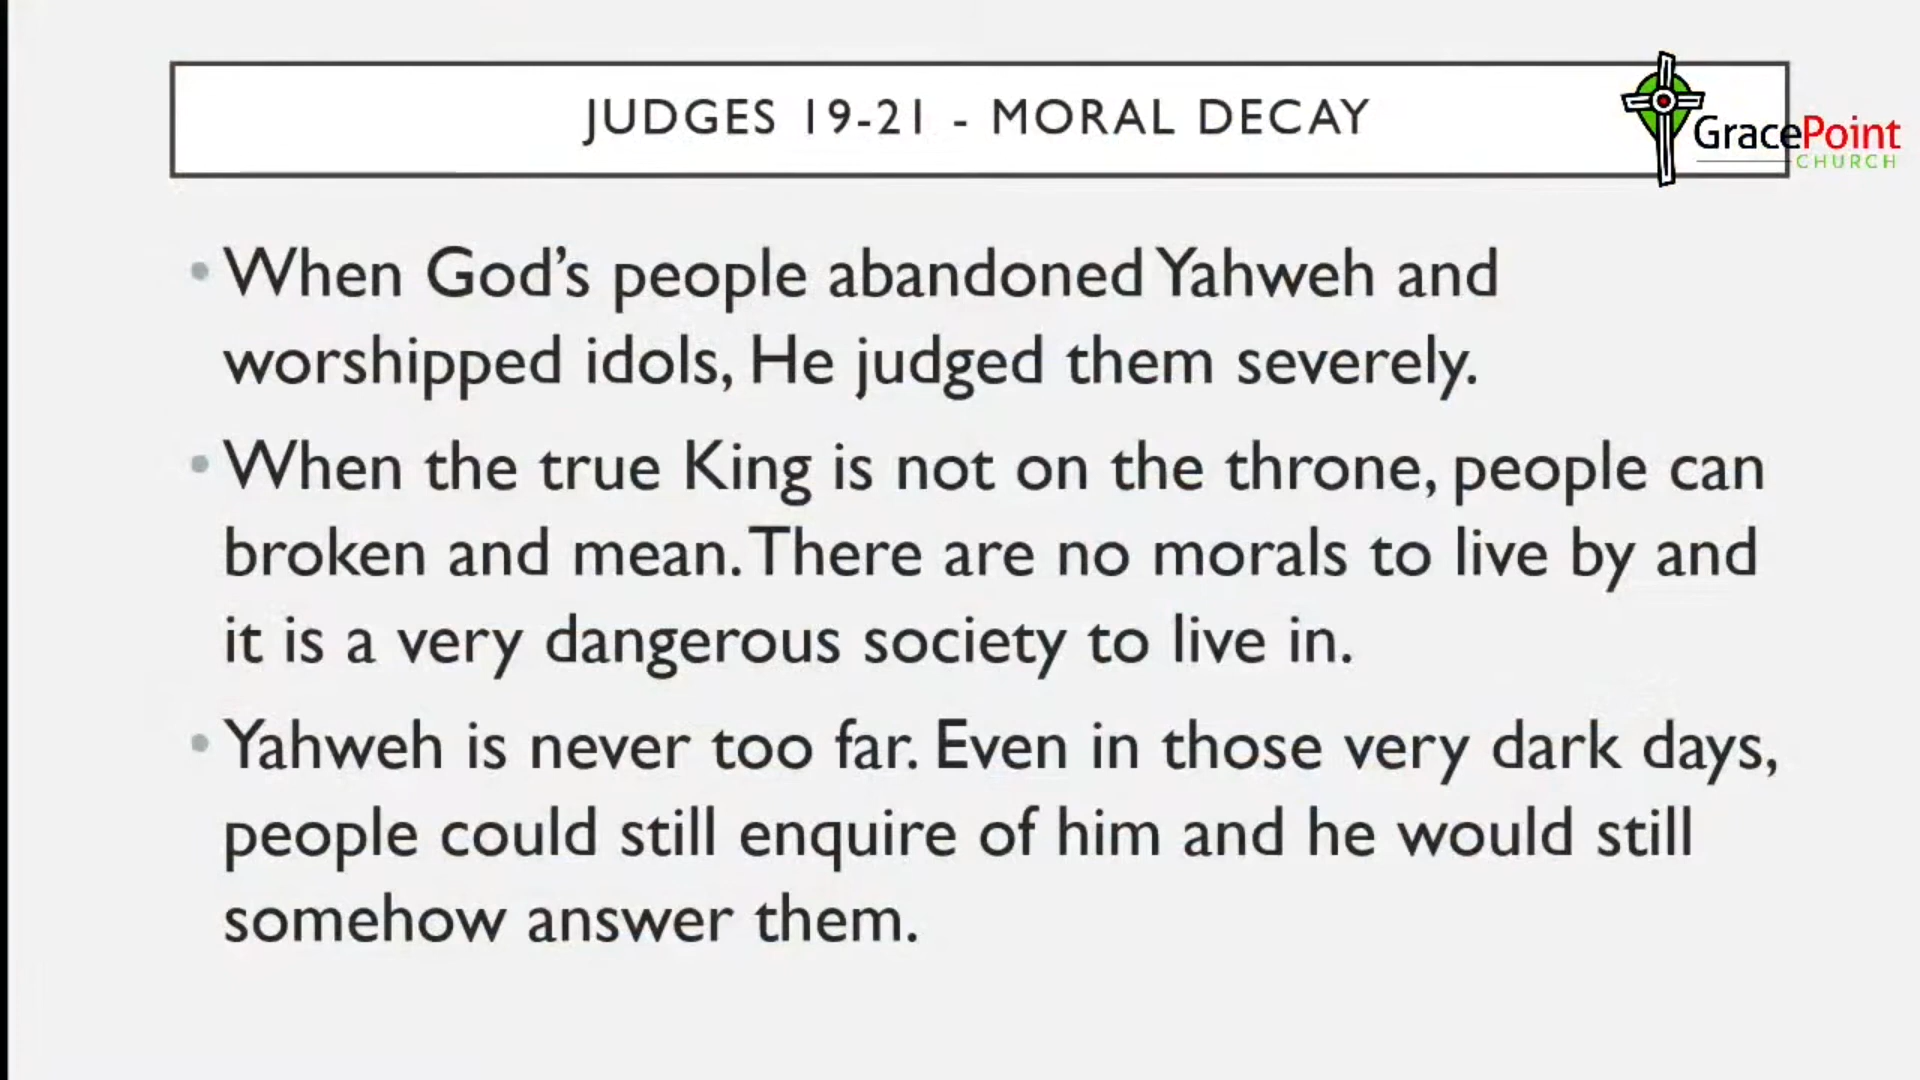 JUDGES 19-21 - MORAL DECAY
GracePoint
CHURCH
• When God's people abandoned Yahweh and
worshipped idols, He judged them severely.
• When the true King is not on the throne, people can
broken and mean. There are no morals to live by and
it is a very dangerous society to live in.
• Yahweh is never too far. Even in those very dark days,
people could still enquire of him and he would still
somehow answer them.